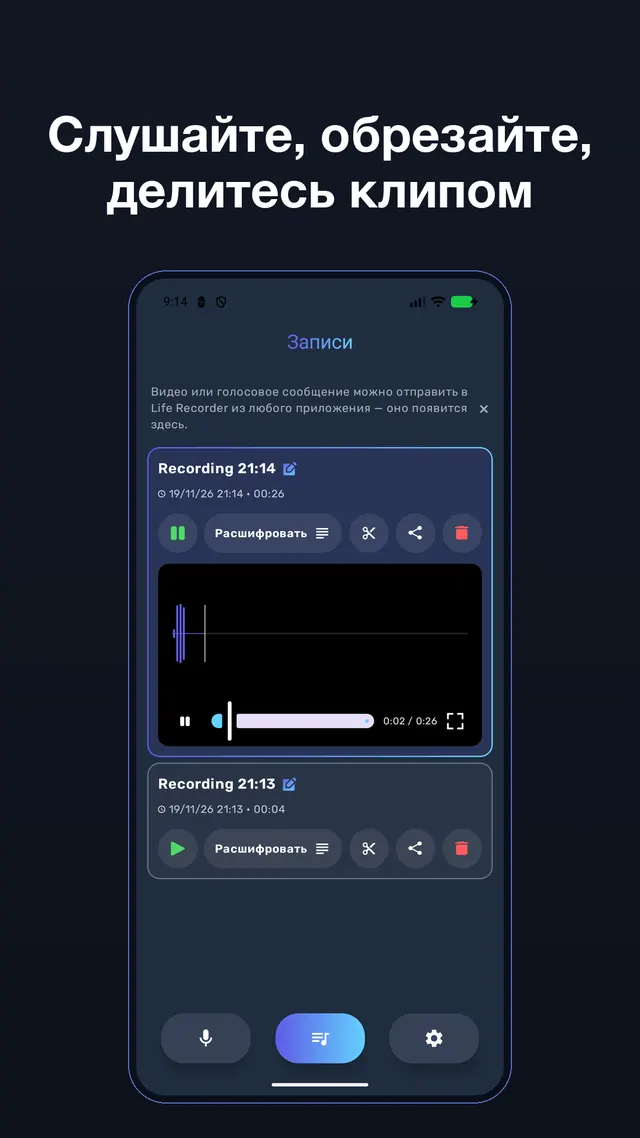 Слушайте, обрезайте,
делитесь клипом
9:14
Записи
Видео или голосовое сообщение можно отправить в
Life Recorder из любого приложения — оно появится
здесь.
Recording 21:14
19/11/26 21:14 • 00:26
Расшифровать
0:02 / 0:26
Recording 21:13
19/11/26 21:13 • 00:04
Расшифровать